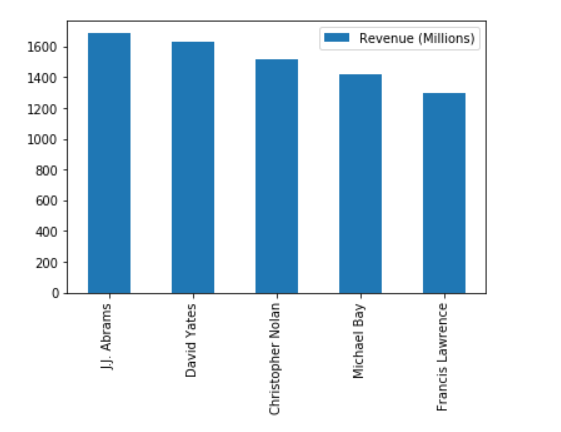 Revenue (Millions)
1600
1400
1200
1000
800
600
400
200
0
J.J. Abrams
David Yates
Christopher Nolan
Michael Bay
Francis Lawrence